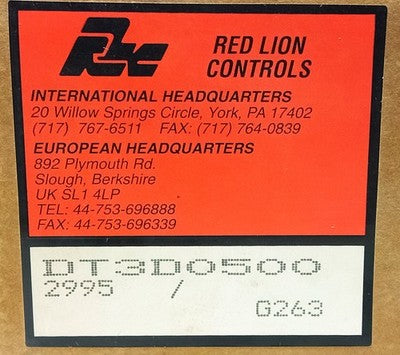 RLC
RED LION
CONTROLS
INTERNATIONAL HEADQUARTERS
20 Willow Springs Circle, York, PA 17402
(717) 767-6511 FAX: (717) 764-0839
EUROPEAN HEADQUARTERS
892 Plymouth Rd.
Slough, Berkshire
UK SL1 4LP
TEL: 44-753-696888
FAX: 44-753-696339
DT3D0500
2995 /
G263